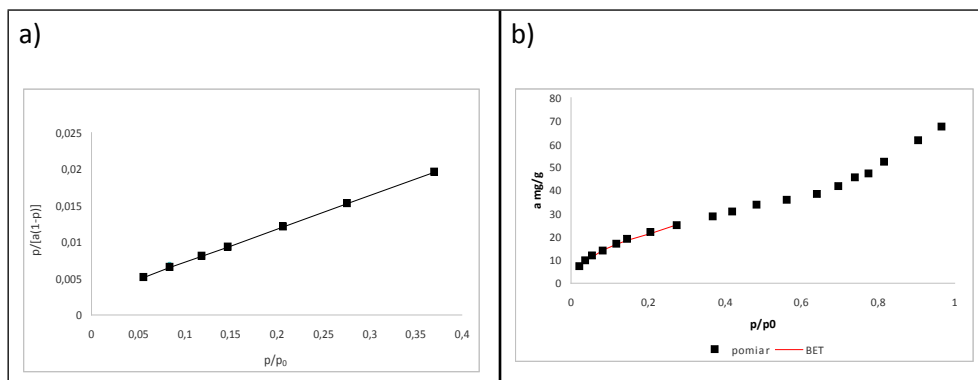 a)
p/[a(1-p)]
0,025
0,02
0,015
0,01
0,005
0
0 0,05 0,1 0,15 0,2 0,25 0,3 0,35 0,4
p/p₀
b)
a mg/g
80
70
60
50
40
30
20
10
0
0 0,2 0,4 0,6 0,8 1
p/p0
pomiar BET